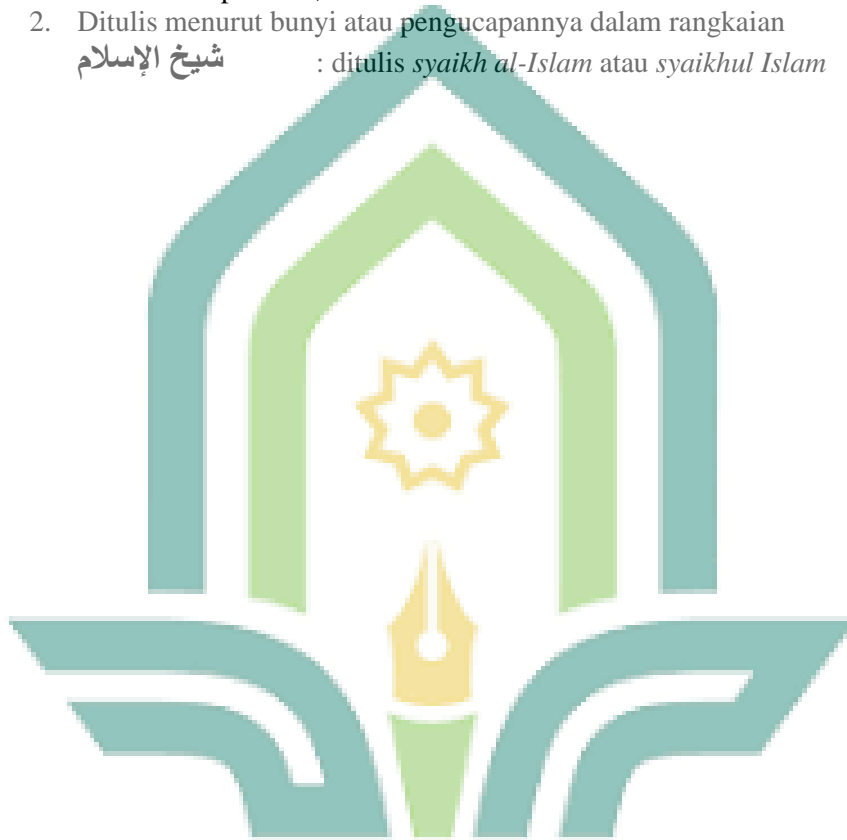 2. Ditulis menurut bunyi atau pengucapannya dalam rangkaian
شيخ الإسلام : ditulis syaikh al-Islam atau syaikhul Islam